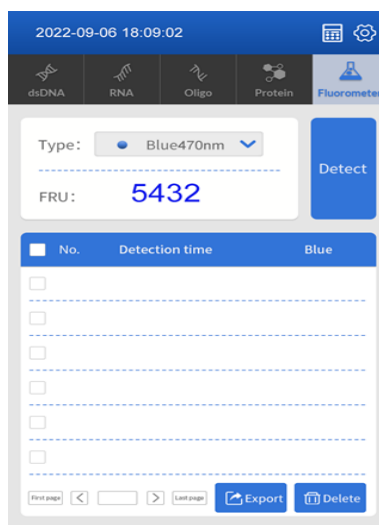 2022-09-06 18:09:02
dsDNA RNA Oligo Protein Fluorometer
Type: Blue470nm
Detect
FRU: 5432
No. Detection time Blue
First page Last page Export Delete